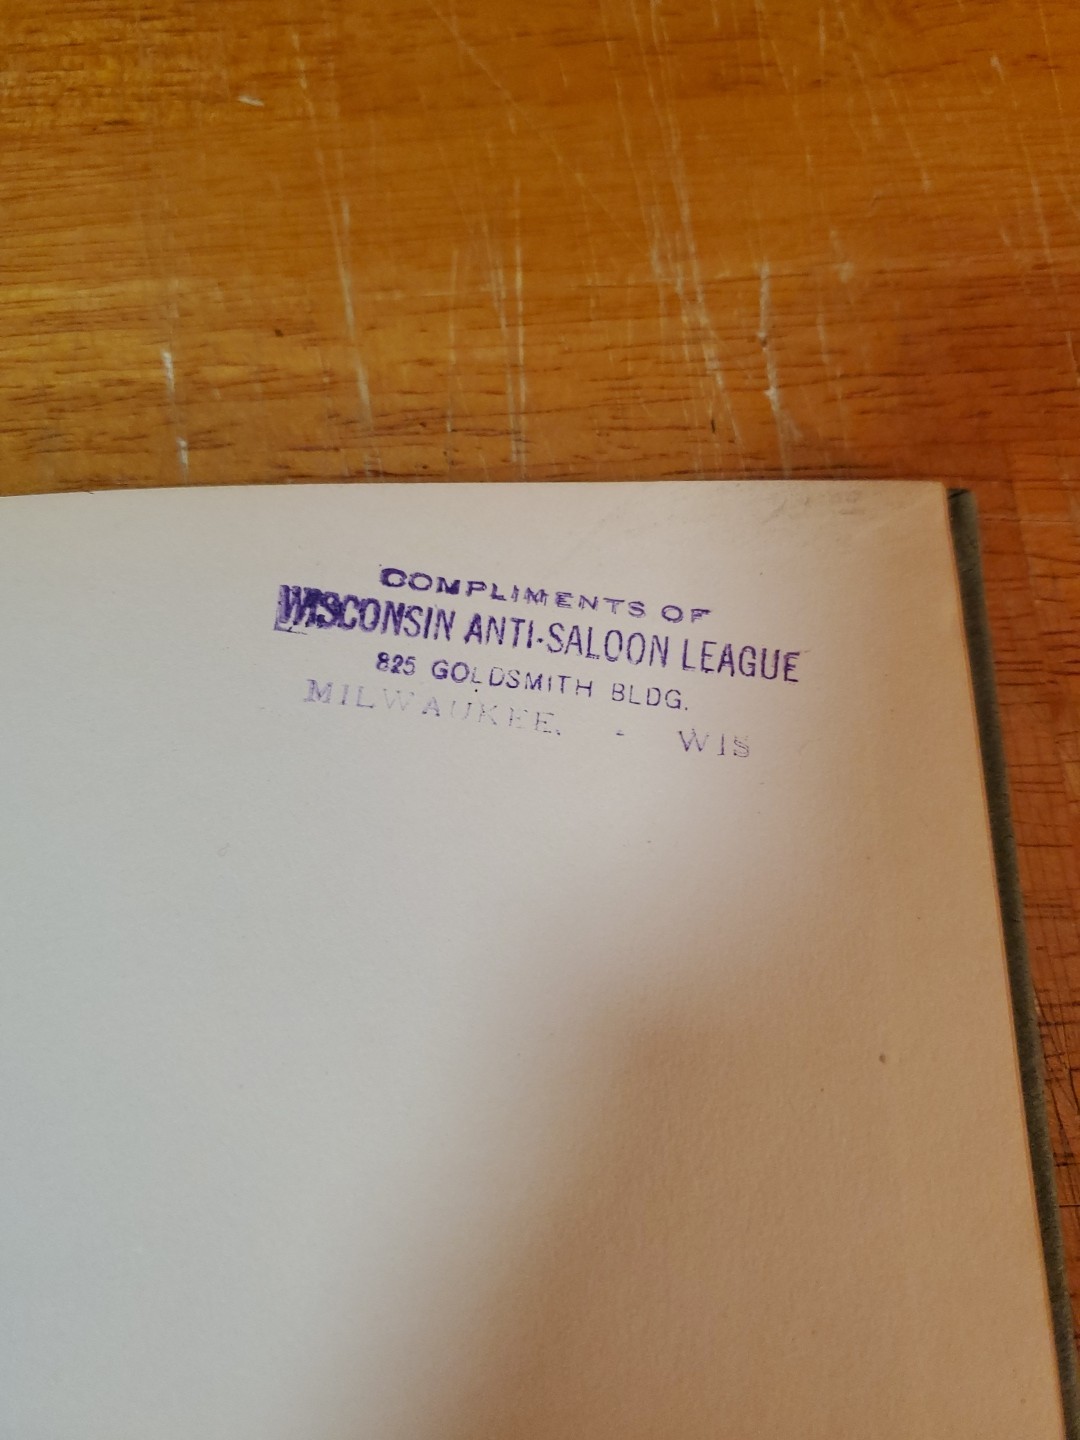 COMPLIMENTS OF
WISCONSIN ANTI-SALOON LEAGUE
825 GOLDSMITH BLDG.
MILWAUKEE. - WIS